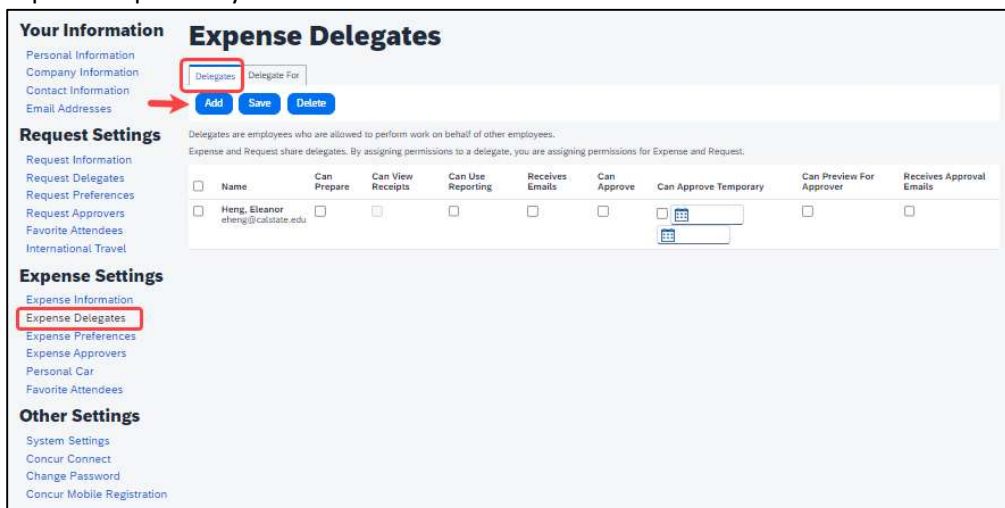 Your Information
Personal Information
Company Information
Contact Information
Email Addresses
Request Settings
Request Information
Request Delegates
Request Preferences
Request Approvers
Favorite Attendees
International Travel
Expense Settings
Expense Information
Expense Delegates
Expense Preferences
Expense Approvers
Personal Car
Favorite Attendees
Other Settings
System Settings
Concur Connect
Change Password
Concur Mobile Registration
Expense Delegates
Delegates Delegate For
Add Save Delete
Delegates are employees who are allowed to perform work on behalf of other employees.
Expense and Request share delegates. By assigning permissions to a delegate, you are assigning permissions for Expense and Request.
Name Can Prepare Can View Receipts Can Use Reporting Receives Emails Can Approve Can Approve Temporary Can Preview For Approver Receives Approval Emails
Heng, Eleanor
eheng@calstate.edu